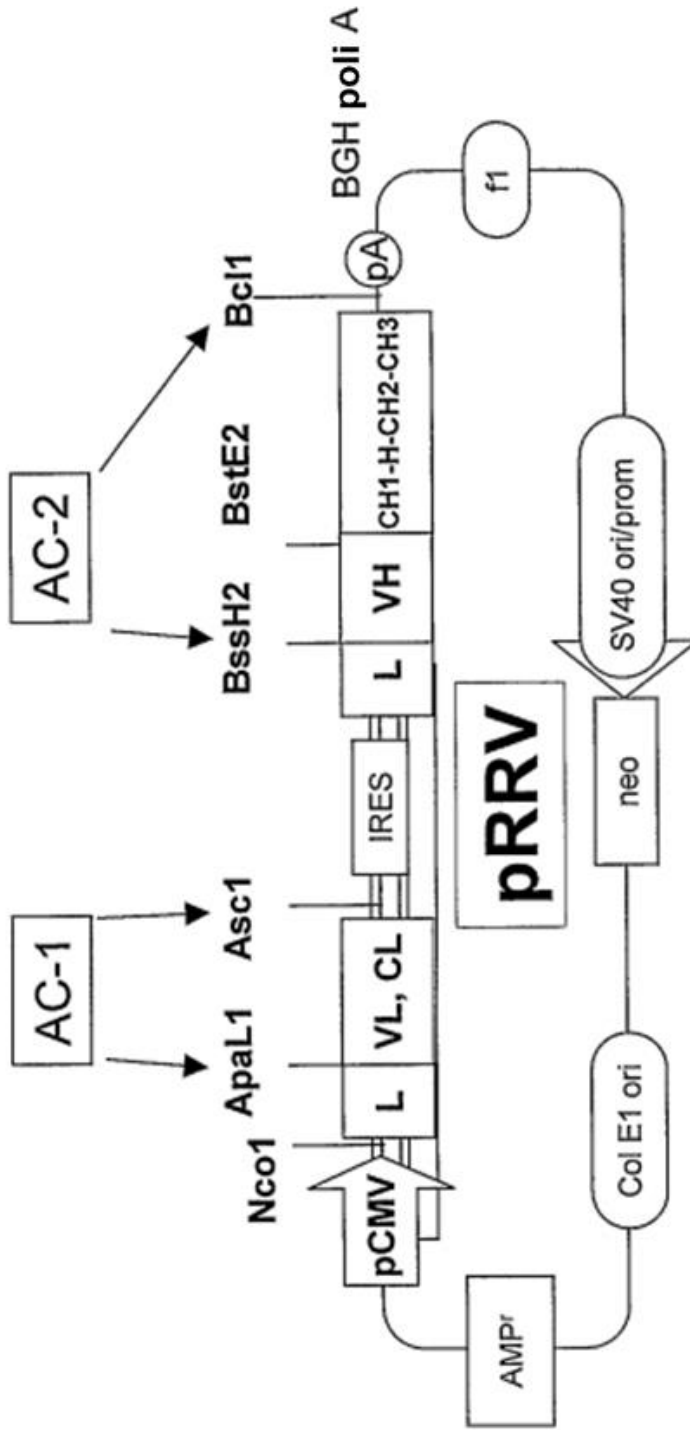 AC-1
AC-2
Nco1
ApaL1
Asc1
BssH2
BstE2
Bcl1
BGH poli A
pCMV
L
VL, CL
IRES
L
VH
CH1-H-CH2-CH3
pA
pRRV
f1
AMPr
Col E1 ori
neo
SV40 ori/prom